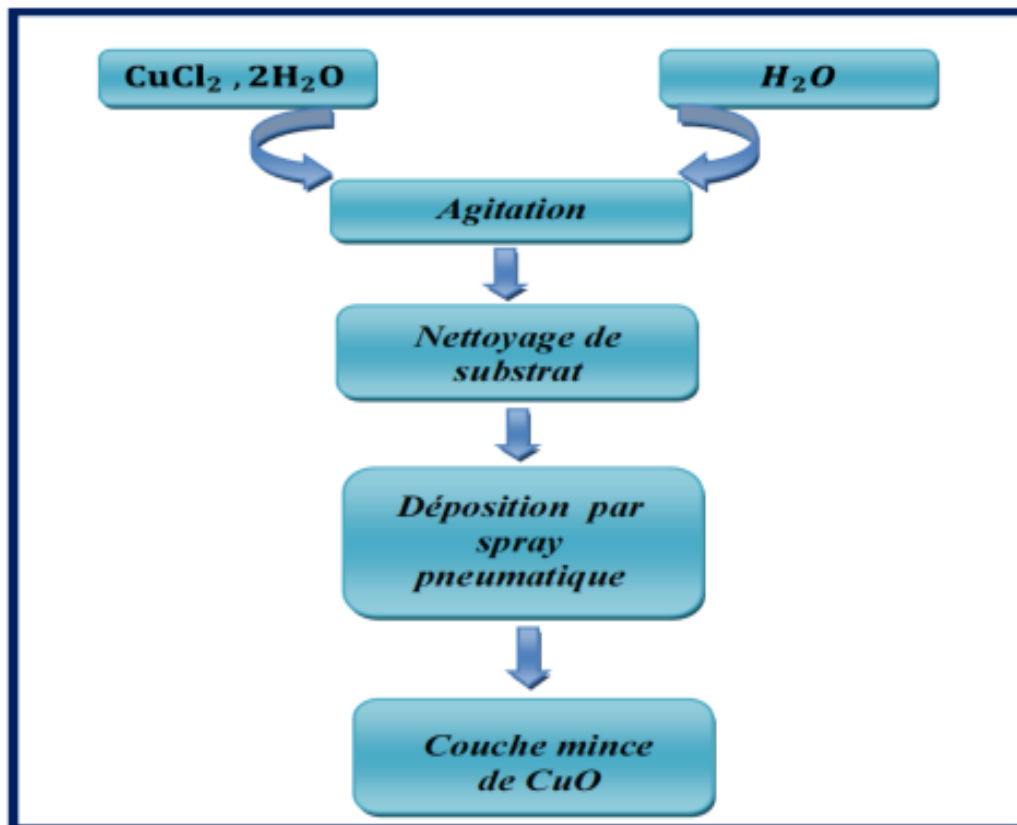 CuCl₂ , 2H₂O
H₂O
Agitation
Nettoyage de
substrat
Déposition par
spray
pneumatique
Couche mince
de CuO